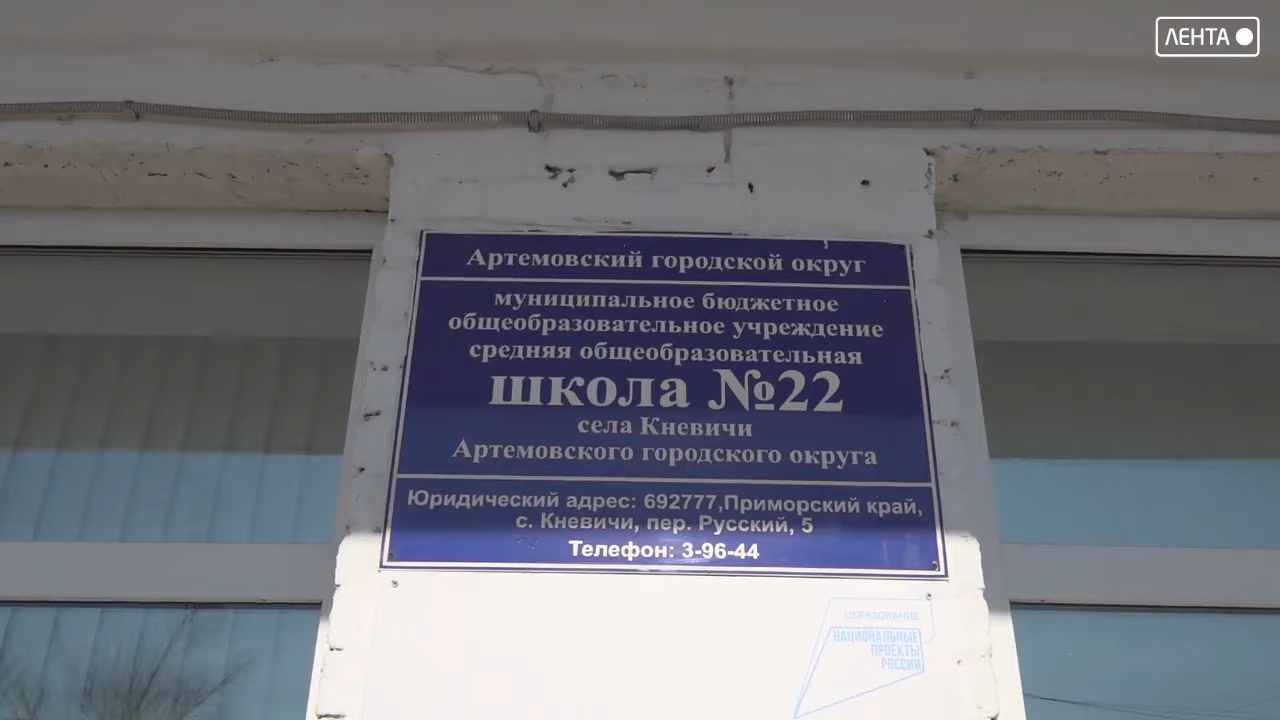 ЛЕНТА
Артемовский городской округ
муниципальное бюджетное
общеобразовательное учреждение
средняя общеобразовательная
школа №22
села Кневичи
Артемовского городского округа
Юридический адрес: 692777,Приморский край,
с. Кневичи, пер. Русский, 5
Телефон: 3-96-44
ОБРАЗОВАНИЕ
НАЦИОНАЛЬНЫЕ
ПРОЕКТЫ
РОССИИ